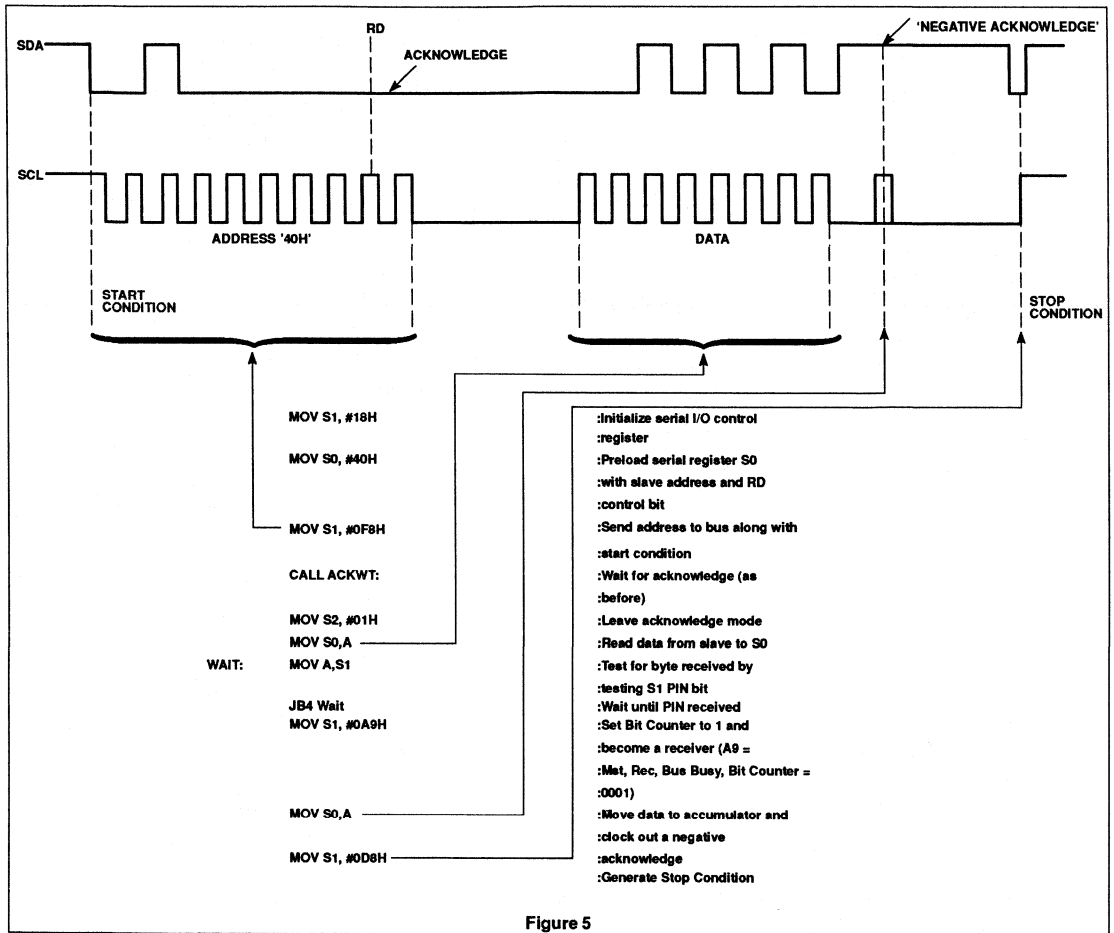 RD
'NEGATIVE ACKNOWLEDGE'
SDA
ACKNOWLEDGE
SCL
ADDRESS '40H'
DATA
START
CONDITION
STOP
CONDITION
MOV S1, #18H :Initialize serial I/O control
:register
MOV S0, #40H :Preload serial register S0
:with slave address and RD
:control bit
MOV S1, #0F8H :Send address to bus along with
:start condition
CALL ACKWT: :Wait for acknowledge (as
:before)
MOV S2, #01H :Leave acknowledge mode
MOV S0,A :Read data from slave to S0
WAIT: MOV A,S1 :Test for byte received by
:testing S1 PIN bit
JB4 Wait :Wait until PIN received
MOV S1, #0A9H :Set Bit Counter to 1 and
:become a receiver (A9 =
:Mst, Rec, Bus Busy, Bit Counter =
:0001)
MOV S0,A :Move data to accumulator and
:clock out a negative
MOV S1, #0D8H :acknowledge
:Generate Stop Condition
Figure 5